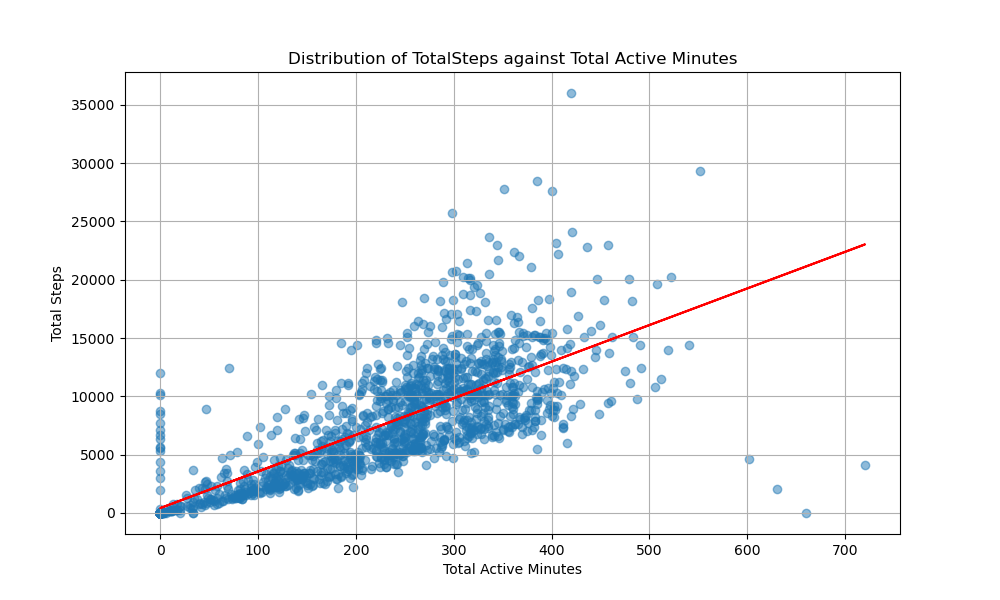 Distribution of TotalSteps against Total Active Minutes
35000
30000
25000
20000
15000
10000
5000
0
Total Steps
0 100 200 300 400 500 600 700
Total Active Minutes